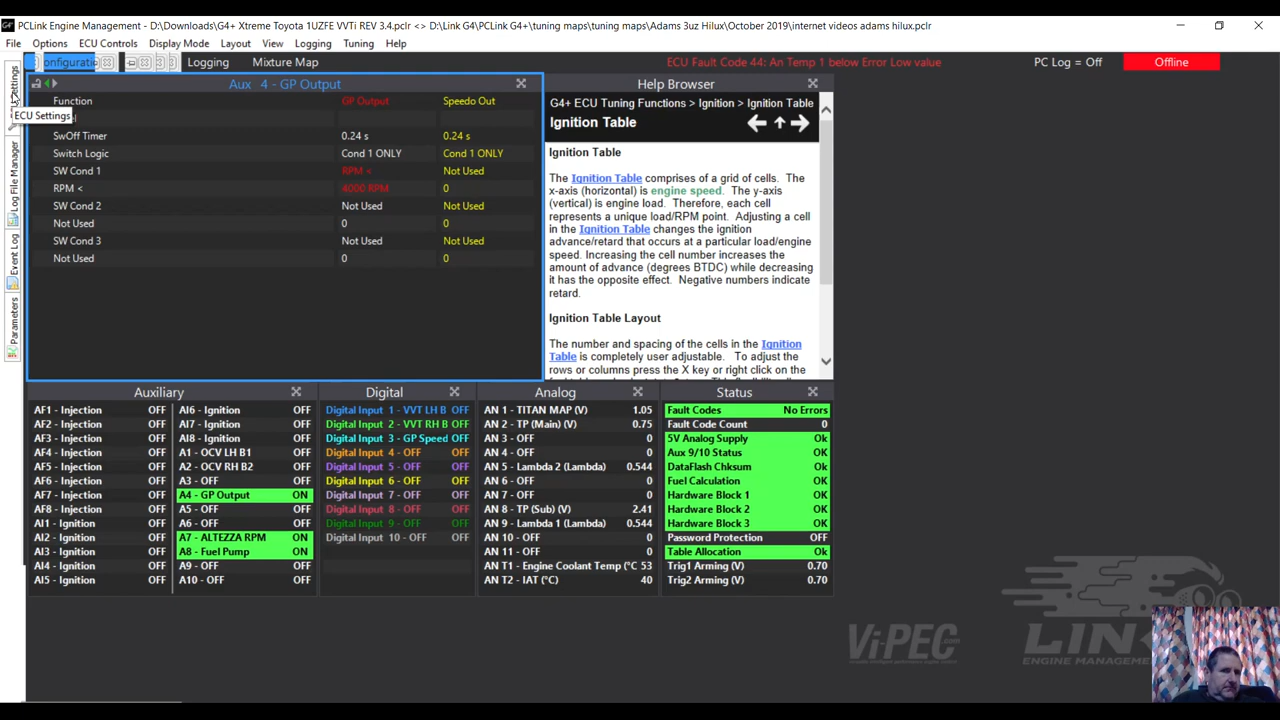 PCLink Engine Management - D:\Downloads\G4+ Xtreme Toyota 1UZFE VVTi REV 3.4.pclr <> D:\PLink G4+\PCLink G4+\tuning maps\tuning maps\Adams 3uz Hilux\October 2019\internet videos adams hilux.pclr
File Options ECU Controls Display Mode Layout View Logging Tuning Help
Logging Mixture Map
ECU Fault Code 44: An Temp 1 below Error Low value
PC Log = Off
Offline
ECU Settings
Log File Manager
Event Log
Parameters
Aux 4 - GP Output
Function GP Output Speedo Out
SwOff Timer 0.24 s 0.24 s
Switch Logic Cond 1 ONLY Cond 1 ONLY
SW Cond 1 RPM < Not Used
RPM < 4000 RPM 0
SW Cond 2 Not Used Not Used
Not Used 0 0
SW Cond 3 Not Used Not Used
Not Used 0 0
Help Browser
G4+ ECU Tuning Functions > Ignition > Ignition Table
Ignition Table
Ignition Table
The Ignition Table comprises of a grid of cells. The
x-axis (horizontal) is engine speed. The y-axis
(vertical) is engine load. Therefore, each cell
represents a unique load/RPM point. Adjusting a cell
in the Ignition Table changes the ignition
advance/retard that occurs at a particular load/engine
speed. Increasing the cell number increases the
amount of advance (degrees BTDC) while decreasing
it has the opposite effect. Negative numbers indicate
retard.
Ignition Table Layout
The number and spacing of the cells in the Ignition
Table is completely user adjustable. To adjust the
rows or columns press the X key or right click on the
Auxiliary
AF1 - Injection OFF AI6 - Ignition OFF
AF2 - Injection OFF AI7 - Ignition OFF
AF3 - Injection OFF AI8 - Ignition OFF
AF4 - Injection OFF A1 - OCV LH B1 OFF
AF5 - Injection OFF A2 - OCV RH B2 OFF
AF6 - Injection OFF A3 - OFF OFF
AF7 - Injection OFF A4 - GP Output ON
AF8 - Injection OFF A5 - OFF OFF
AI1 - Ignition OFF A6 - OFF OFF
AI2 - Ignition OFF A7 - ALTEZZA RPM ON
AI3 - Ignition OFF A8 - Fuel Pump ON
AI4 - Ignition OFF A9 - OFF OFF
AI5 - Ignition OFF A10 - OFF OFF
Digital
Digital Input 1 - VVT LH B OFF
Digital Input 2 - VVT RH B OFF
Digital Input 3 - GP Speed OFF
Digital Input 4 - OFF OFF
Digital Input 5 - OFF OFF
Digital Input 6 - OFF OFF
Digital Input 7 - OFF OFF
Digital Input 8 - OFF OFF
Digital Input 9 - OFF OFF
Digital Input 10 - OFF OFF
Analog
AN 1 - TITAN MAP (V) 1.05
AN 2 - TP (Main) (V) 0.75
AN 3 - OFF 0
AN 4 - OFF 0
AN 5 - Lambda 2 (Lambda) 0.544
AN 6 - OFF 0
AN 7 - OFF 0
AN 8 - TP (Sub) (V) 2.41
AN 9 - Lambda 1 (Lambda) 0.544
AN 10 - OFF 0
AN 11 - OFF 0
AN T1 - Engine Coolant Temp (°C 53
AN T2 - IAT (°C) 40
Status
Fault Codes No Errors
Fault Code Count 0
5V Analog Supply Ok
Aux 9/10 Status OK
DataFlash Chksum Ok
Fuel Calculation OK
Hardware Block 1 OK
Hardware Block 2 OK
Hardware Block 3 OK
Password Protection OFF
Table Allocation Ok
Trig1 Arming (V) 0.70
Trig2 Arming (V) 0.70
Vi-PEC
LINK
ENGINE MANAGEMENT